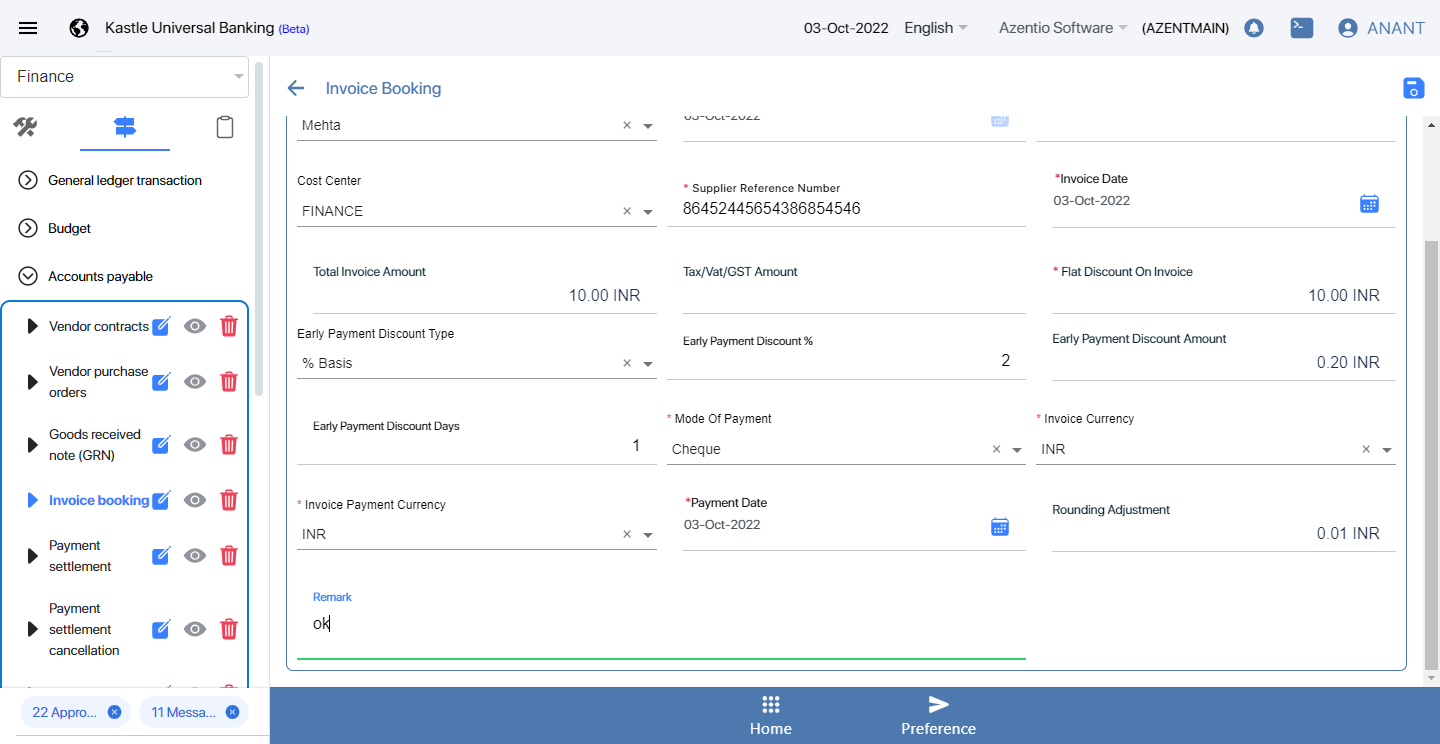 Kastle Universal Banking (Beta)
03-Oct-2022
English
Azentio Software
(AZENTMAIN)
ANANT
Finance
General ledger transaction
Budget
Accounts payable
Vendor contracts
Vendor purchase
orders
Goods received
note (GRN)
Invoice booking
Payment
settlement
Payment
settlement
cancellation
22 Appro...
11 Messa...
Invoice Booking
Mehta
03-Oct-2022
Cost Center
FINANCE
* Supplier Reference Number
86452445654386854546
*Invoice Date
03-Oct-2022
Total Invoice Amount
10.00 INR
Tax/Vat/GST Amount
* Flat Discount On Invoice
10.00 INR
Early Payment Discount Type
% Basis
Early Payment Discount %
2
Early Payment Discount Amount
0.20 INR
Early Payment Discount Days
1
* Mode Of Payment
Cheque
* Invoice Currency
INR
* Invoice Payment Currency
INR
*Payment Date
03-Oct-2022
Rounding Adjustment
0.01 INR
Remark
ok
Home
Preference